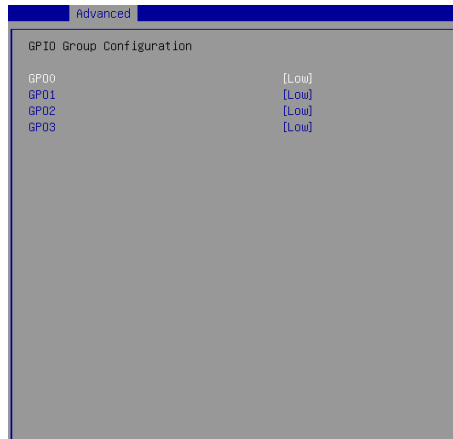 Advanced
GPIO Group Configuration
GPO0 [Low]
GPO1 [Low]
GPO2 [Low]
GPO3 [Low]